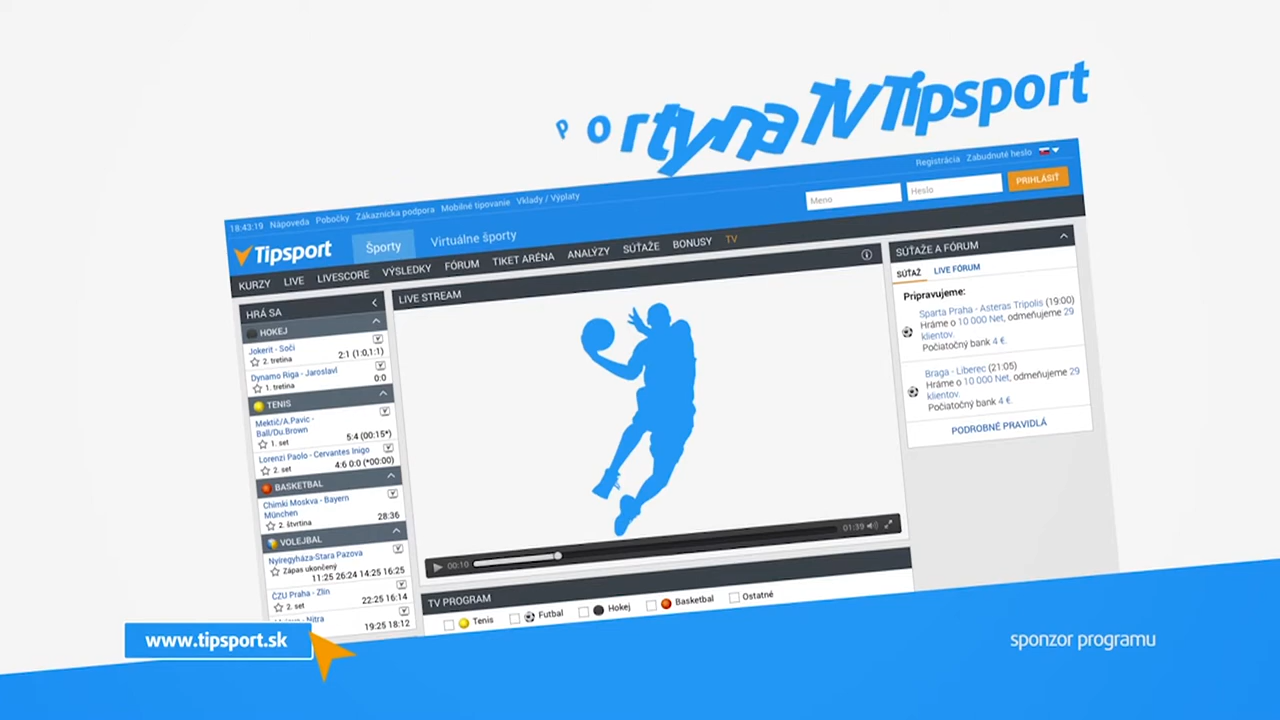 porty na TV Tipsport
Registrácia Zabudnuté heslo
18:43:19 Nápoveda Pobočky Zákaznícka podpora Mobilné tipovanie Vklady / Výplaty
Meno Heslo PRIHLÁSIŤ
Tipsport Športy Virtuálne športy
KURZY LIVE LIVESCORE VÝSLEDKY FÓRUM TIKET ARÉNA ANALÝZY SÚŤAŽE BONUSY TV
HRÁ SA
HOKEJ
Jokerit - Soči
2. tretina 2:1 (1:0,1:1)
Dynamo Riga - Jaroslavl
1. tretina 0:0
TENIS
Mektič/A.Pavic -
Ball/Du.Brown
1. set 5:4 (00:15*)
Lorenzi Paolo - Cervantes Inigo
2. set 4:6 0:0 (*00:00)
BASKETBAL
Chimki Moskva - Bayern
München
2. štvrtina 28:36
VOLEJBAL
Nyíregyháza-Stara Pazova
Zápas ukončený
11:25 26:24 14:25 16:25
ČZU Praha - Zlín
2. set 22:25 16:14
Nitra
19:25 18:12
LIVE STREAM
00:10 01:39
TV PROGRAM
Tenis Futbal Hokej Basketbal Ostatné
SÚŤAŽE A FÓRUM
SÚŤAŽ LIVE FÓRUM
Pripravujeme:
Sparta Praha - Asteras Tripolis (19:00)
Hráme o 10 000 Net, odmeňujeme 29
klientov.
Počiatočný bank 4 €.
Braga - Liberec (21:05)
Hráme o 10 000 Net, odmeňujeme 29
klientov.
Počiatočný bank 4 €.
PODROBNÉ PRAVIDLÁ
www.tipsport.sk
sponzor programu